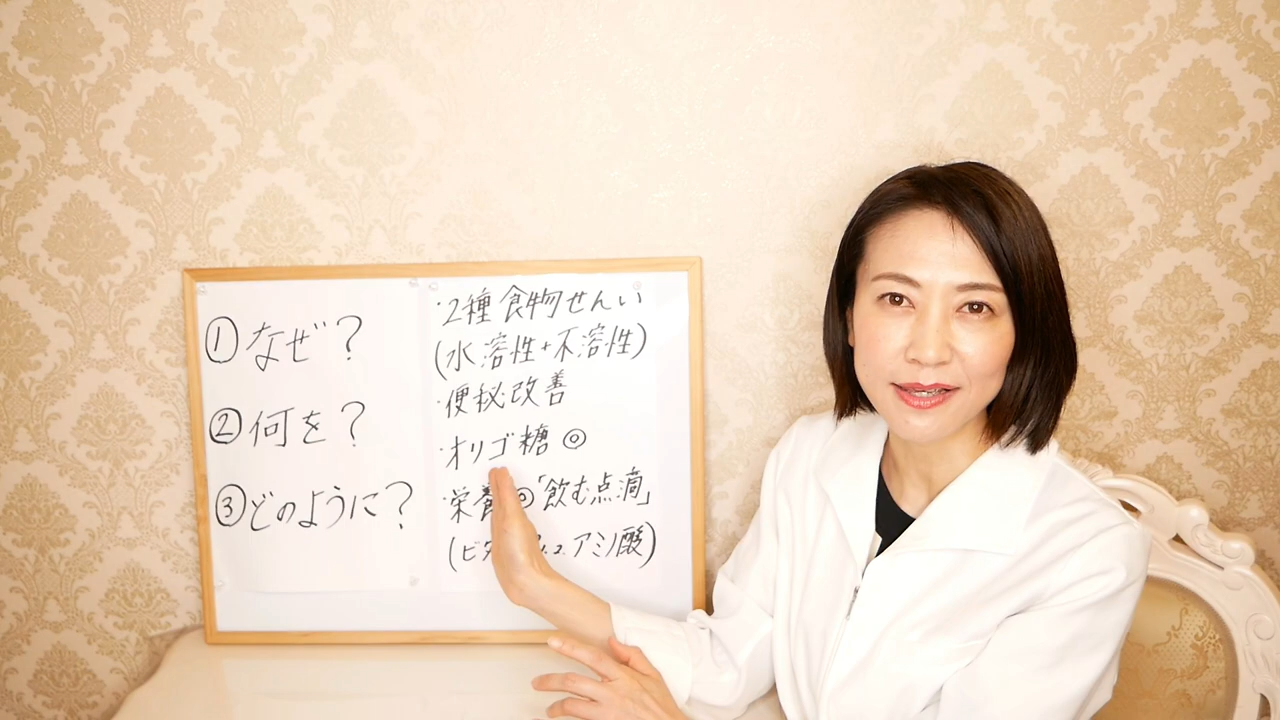 ① なぜ?
② 何を?
③ どのように?
・2種 食物せんい
(水溶性+不溶性)
・便秘改善
・オリゴ糖 ◎
・栄養◎「飲む点滴」
(ビタ アミノ酸)